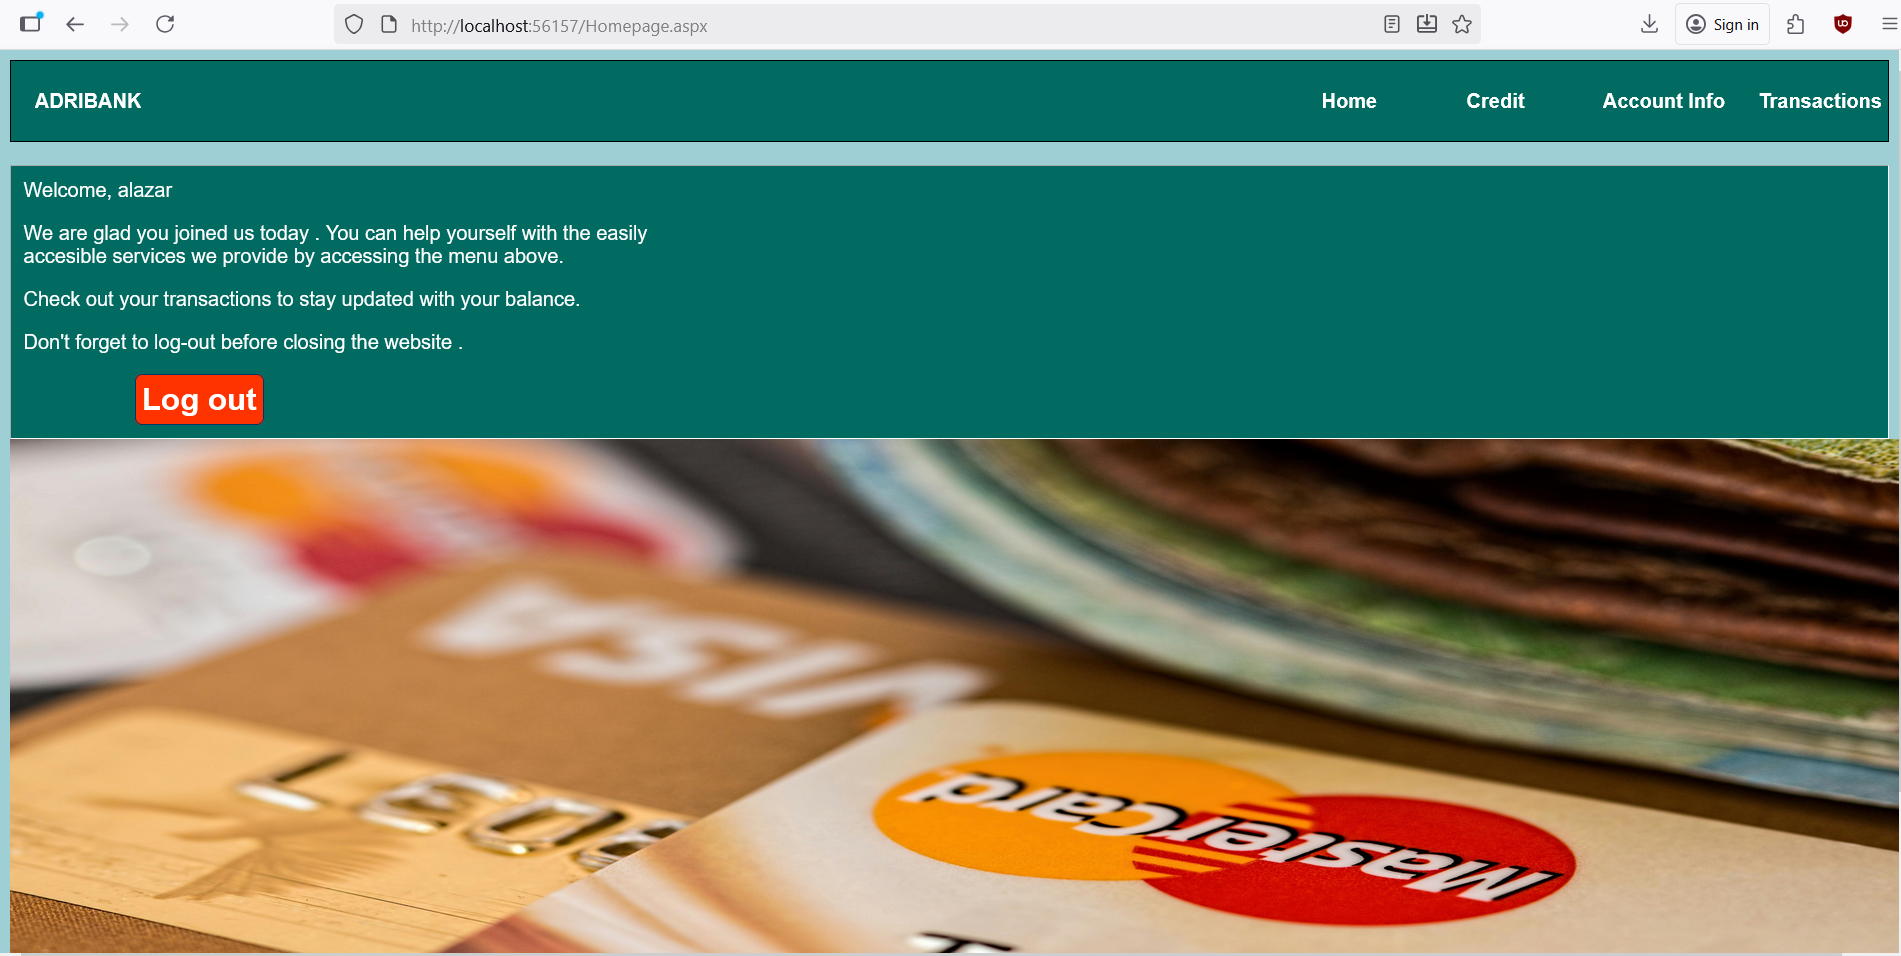 http://localhost:56157/Homepage.aspx
Sign in
ADRIBANK
Home
Credit
Account Info
Transactions
Welcome, alazar
We are glad you joined us today . You can help yourself with the easily
accesible services we provide by accessing the menu above.
Check out your transactions to stay updated with your balance.
Don't forget to log-out before closing the website .
Log out
VISA
MasterCard